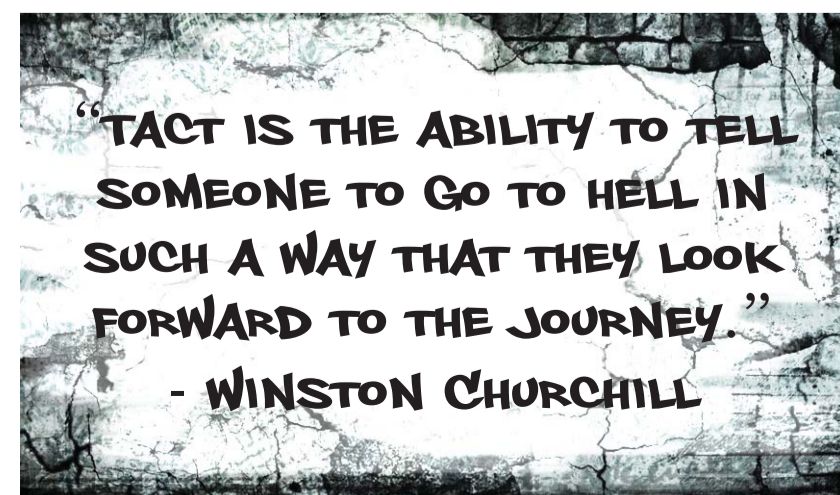 “TACT IS THE ABILITY TO TELL
SOMEONE TO GO TO HELL IN
SUCH A WAY THAT THEY LOOK
FORWARD TO THE JOURNEY.”
- WINSTON CHURCHILL